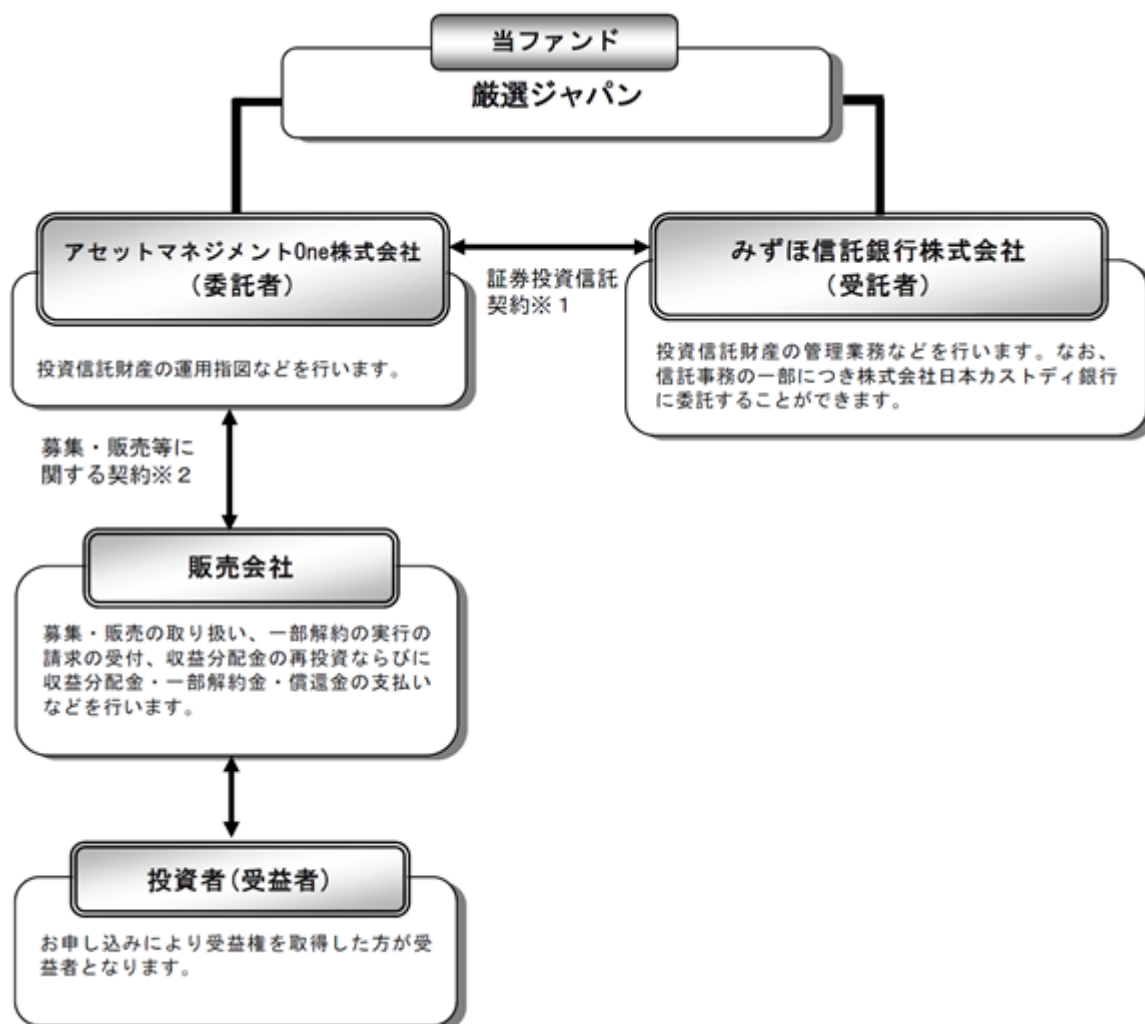 当ファンド
厳選ジャパン
アセットマネジメントOne株式会社
（委託者）
投資信託財産の運用指図などを行います。
証券投資信託
契約※１
みずほ信託銀行株式会社
（受託者）
投資信託財産の管理業務などを行います。なお、
信託事務の一部につき株式会社日本カストディ銀行
に委託することができます。
募集・販売等に
関する契約※２
販売会社
募集・販売の取り扱い、一部解約の実行の
請求の受付、収益分配金の再投資ならびに
収益分配金・一部解約金・償還金の支払い
などを行います。
投資者(受益者)
お申し込みにより受益権を取得した方が受
益者となります。